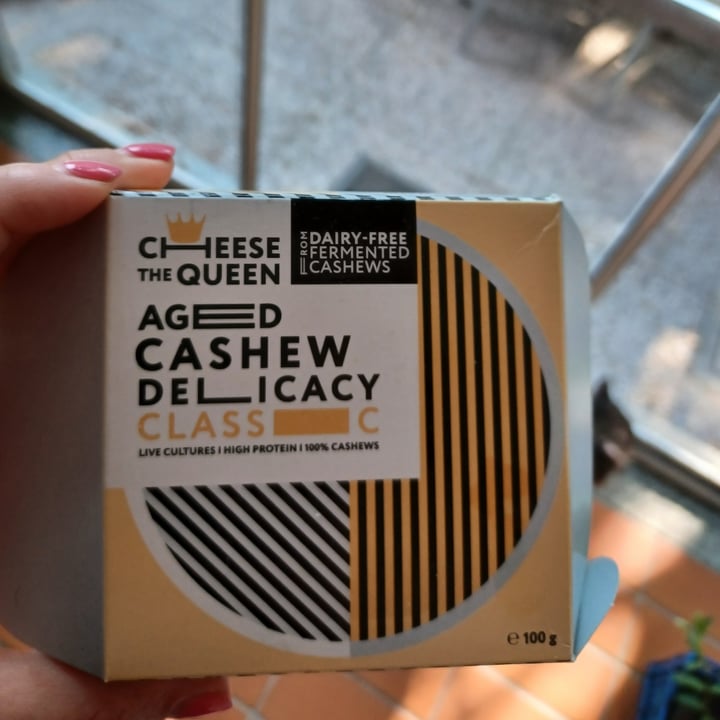 CHEESE
THE QUEEN
FROM
DAIRY-FREE
FERMENTED
CASHEWS
AGED
CASHEW
DELICACY
CLASSIC
LIVE CULTURES I HIGH PROTEIN I 100% CASHEWS
℮ 100 g